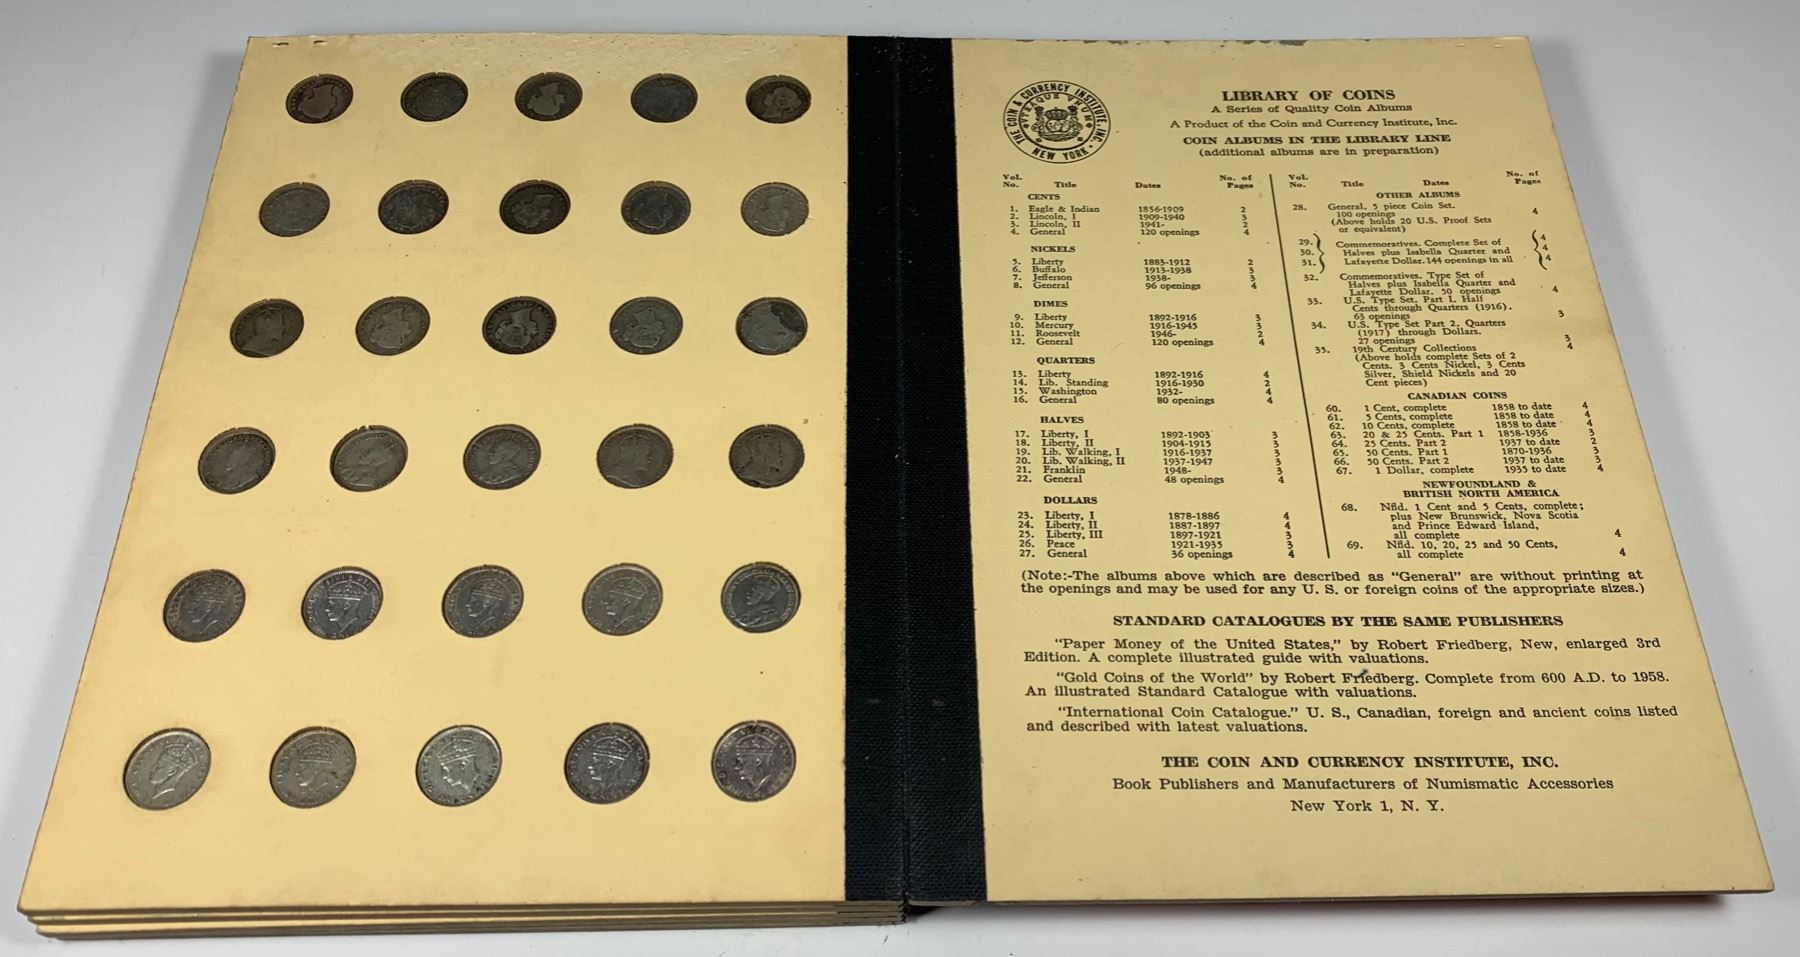 THE COIN & CURRENCY INSTITUTE, INC.
NEW YORK
LIBRARY OF COINS
A Series of Quality Coin Albums
A Product of the Coin and Currency Institute, Inc.
COIN ALBUMS IN THE LIBRARY LINE
(additional albums are in preparation)
Vol. No. Title Dates No. of Pages
CENTS
1. Eagle & Indian 1856-1909 2
2. Lincoln, I 1909-1940 3
3. Lincoln, II 1941- 2
4. General 120 openings 4
NICKELS
5. Liberty 1883-1912 2
6. Buffalo 1913-1938 3
7. Jefferson 1938- 3
8. General 96 openings 4
DIMES
9. Liberty 1892-1916 3
10. Mercury 1916-1945 3
11. Roosevelt 1946- 2
12. General 120 openings 4
QUARTERS
13. Liberty 1892-1916 4
14. Lib. Standing 1916-1930 2
15. Washington 1932- 4
16. General 80 openings 4
HALVES
17. Liberty, I 1892-1903 3
18. Liberty, II 1904-1915 3
19. Lib. Walking, I 1916-1937 3
20. Lib. Walking, II 1937-1947 3
21. Franklin 1948- 3
22. General 48 openings 4
DOLLARS
23. Liberty, I 1878-1886 4
24. Liberty, II 1887-1897 4
25. Liberty, III 1897-1921 3
26. Peace 1921-1935 3
27. General 36 openings 4
Vol. No. Title Dates No. of Pages
OTHER ALBUMS
28. General, 5 piece Coin Set.
100 openings 4
(Above holds 20 U.S. Proof Sets
or equivalent)
29. Commemoratives. Complete Set of 4
30. Halves plus Isabella Quarter and 4
31. Lafayette Dollar. 144 openings in all 4
32. Commemoratives. Type Set of
Halves plus Isabella Quarter and
Lafayette Dollar. 50 openings 4
33. U.S. Type Set, Part 1, Half
Cents through Quarters (1916).
63 openings 3
34. U.S. Type Set Part 2, Quarters
(1917) through Dollars.
27 openings 3
35. 19th Century Collections 4
(Above holds complete Sets of 2
Cents, 3 Cents Nickel, 3 Cents
Silver, Shield Nickels and 20
Cent pieces)
CANADIAN COINS
60. 1 Cent, complete 1858 to date 4
61. 5 Cents, complete 1858 to date 4
62. 10 Cents, complete 1858 to date 4
63. 20 & 25 Cents, Part 1 1858-1936 3
64. 25 Cents, Part 2 1937 to date 2
65. 50 Cents, Part 1 1870-1936 3
66. 50 Cents, Part 2 1937 to date 3
67. 1 Dollar, complete 1935 to date 4
NEWFOUNDLAND &
BRITISH NORTH AMERICA
68. Nfld. 1 Cent and 5 Cents, complete;
plus New Brunswick, Nova Scotia
and Prince Edward Island,
all complete 4
69. Nfld. 10, 20, 25 and 50 Cents,
all complete 4
(Note:-The albums above which are described as "General" are without printing at
the openings and may be used for any U. S. or foreign coins of the appropriate sizes.)
STANDARD CATALOGUES BY THE SAME PUBLISHERS
"Paper Money of the United States," by Robert Friedberg, New, enlarged 3rd
Edition. A complete illustrated guide with valuations.
"Gold Coins of the World" by Robert Friedberg. Complete from 600 A.D. to 1958.
An illustrated Standard Catalogue with valuations.
"International Coin Catalogue." U. S., Canadian, foreign and ancient coins listed
and described with latest valuations.
THE COIN AND CURRENCY INSTITUTE, INC.
Book Publishers and Manufacturers of Numismatic Accessories
New York 1, N. Y.